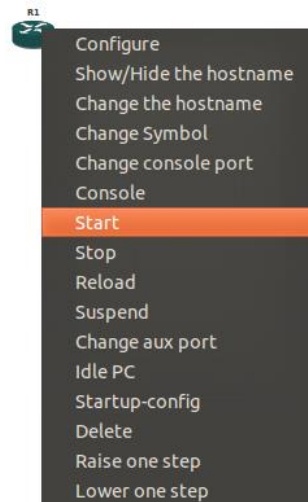 R1
Configure
Show/Hide the hostname
Change the hostname
Change Symbol
Change console port
Console
Start
Stop
Reload
Suspend
Change aux port
Idle PC
Startup-config
Delete
Raise one step
Lower one step